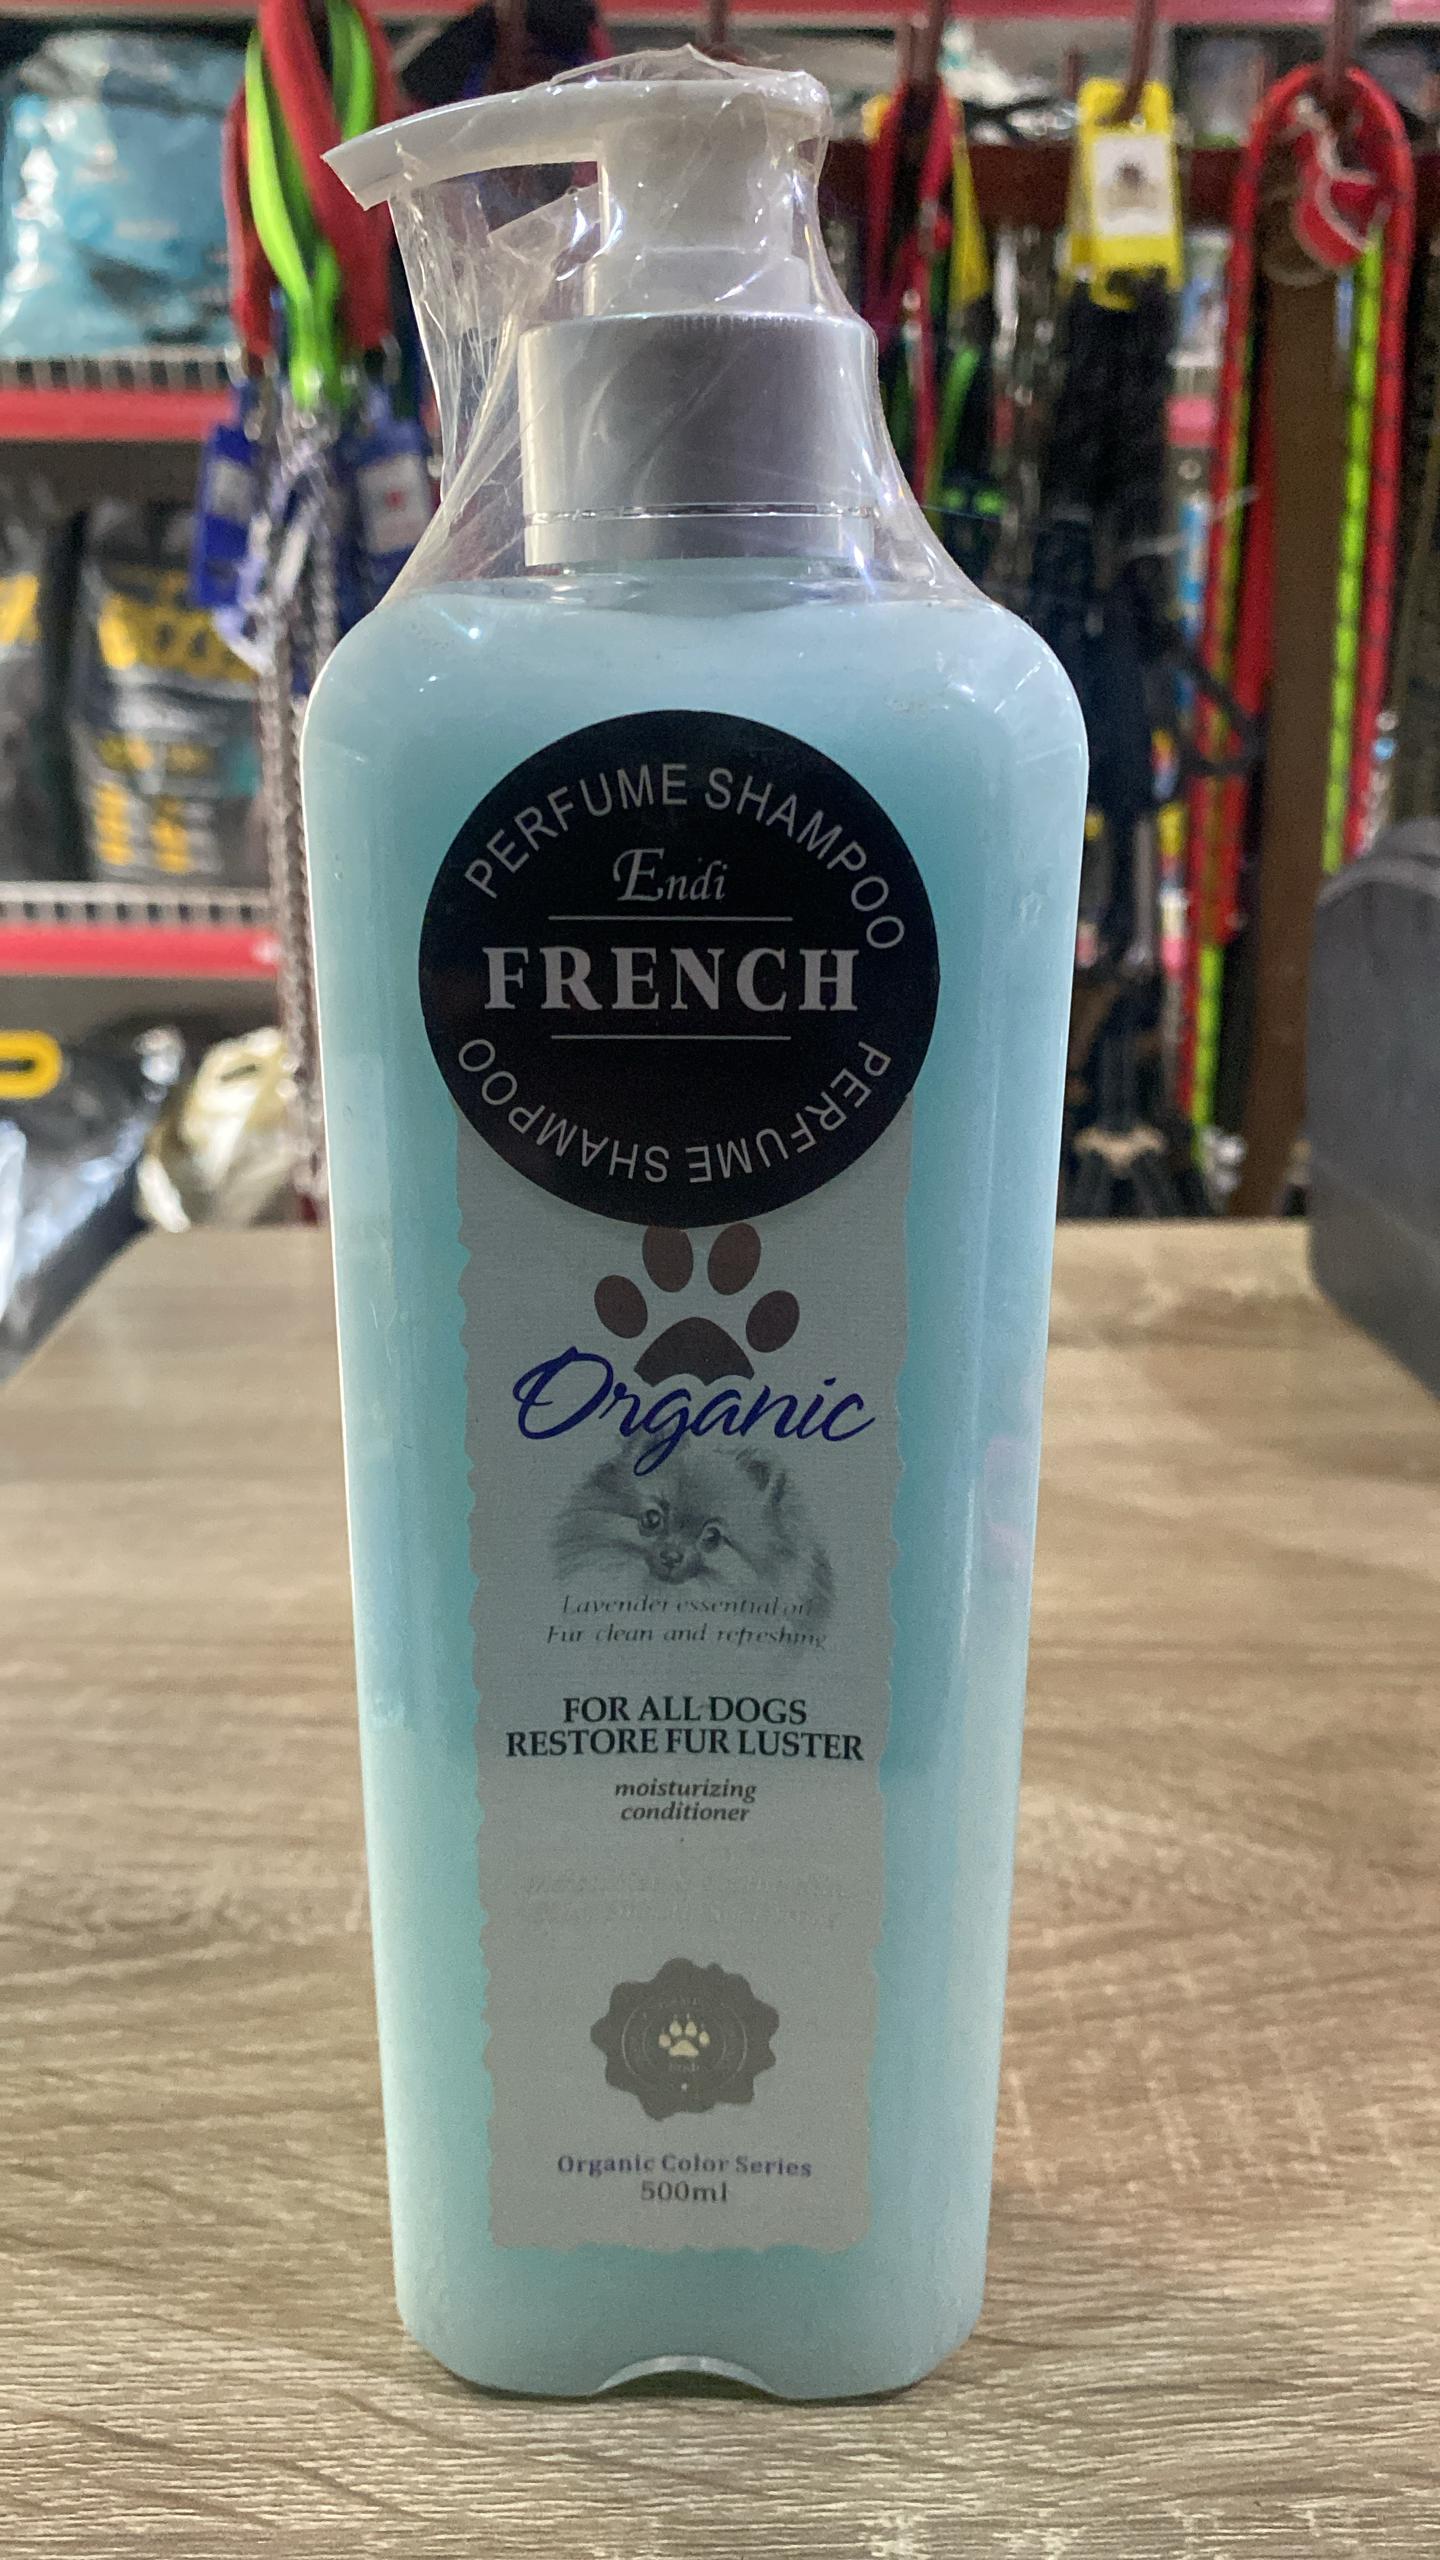 PERFUME SHAMPOO
Endi
FRENCH
PERFUME SHAMPOO
Organic
Lavender essential oil
Fur clean and refreshing
FOR ALL DOGS
RESTORE FUR LUSTER
moisturizing
conditioner
Organic Color Series
500ml